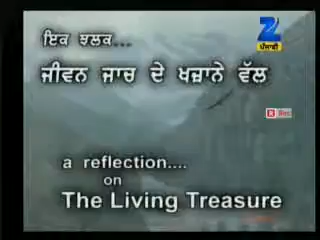 ਇਕ ਝਲਕ...
ਪੰਜਾਬੀ
ਜੀਵਨ ਜਾਚ ਦੇ ਖਜ਼ਾਨੇ ਵੱਲ
a reflection....
on
The Living Treasure